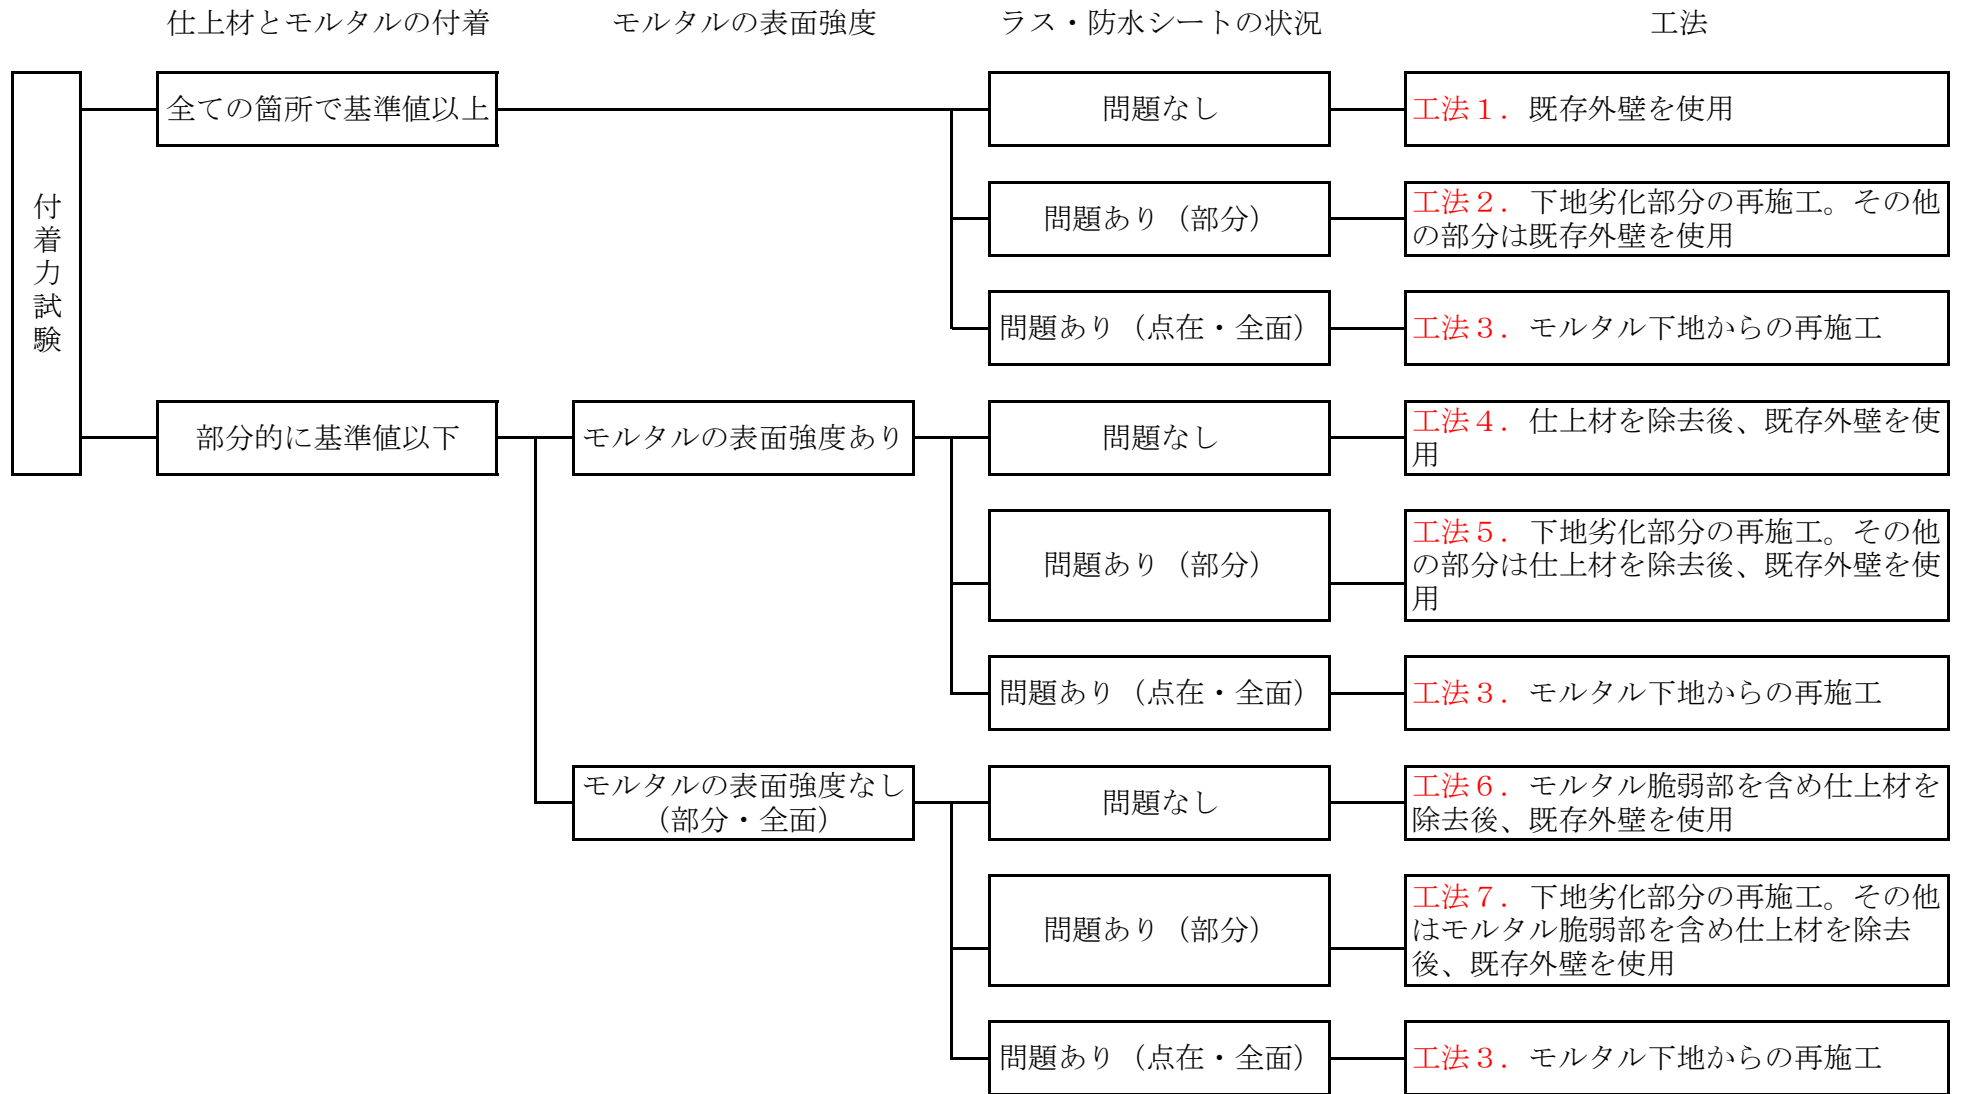 仕上材とモルタルの付着
モルタルの表面強度
ラス・防水シートの状況
工法
付着力試験
全ての箇所で基準値以上
問題なし
工法１．既存外壁を使用
問題あり（部分）
工法２．下地劣化部分の再施工。その他
の部分は既存外壁を使用
問題あり（点在・全面）
工法３．モルタル下地からの再施工
部分的に基準値以下
モルタルの表面強度あり
問題なし
工法４．仕上材を除去後、既存外壁を使
用
問題あり（部分）
工法５．下地劣化部分の再施工。その他
の部分は仕上材を除去後、既存外壁を使
用
問題あり（点在・全面）
工法３．モルタル下地からの再施工
モルタルの表面強度なし
（部分・全面）
問題なし
工法６．モルタル脆弱部を含め仕上材を
除去後、既存外壁を使用
問題あり（部分）
工法７．下地劣化部分の再施工。その他
はモルタル脆弱部を含め仕上材を除去
後、既存外壁を使用
問題あり（点在・全面）
工法３．モルタル下地からの再施工